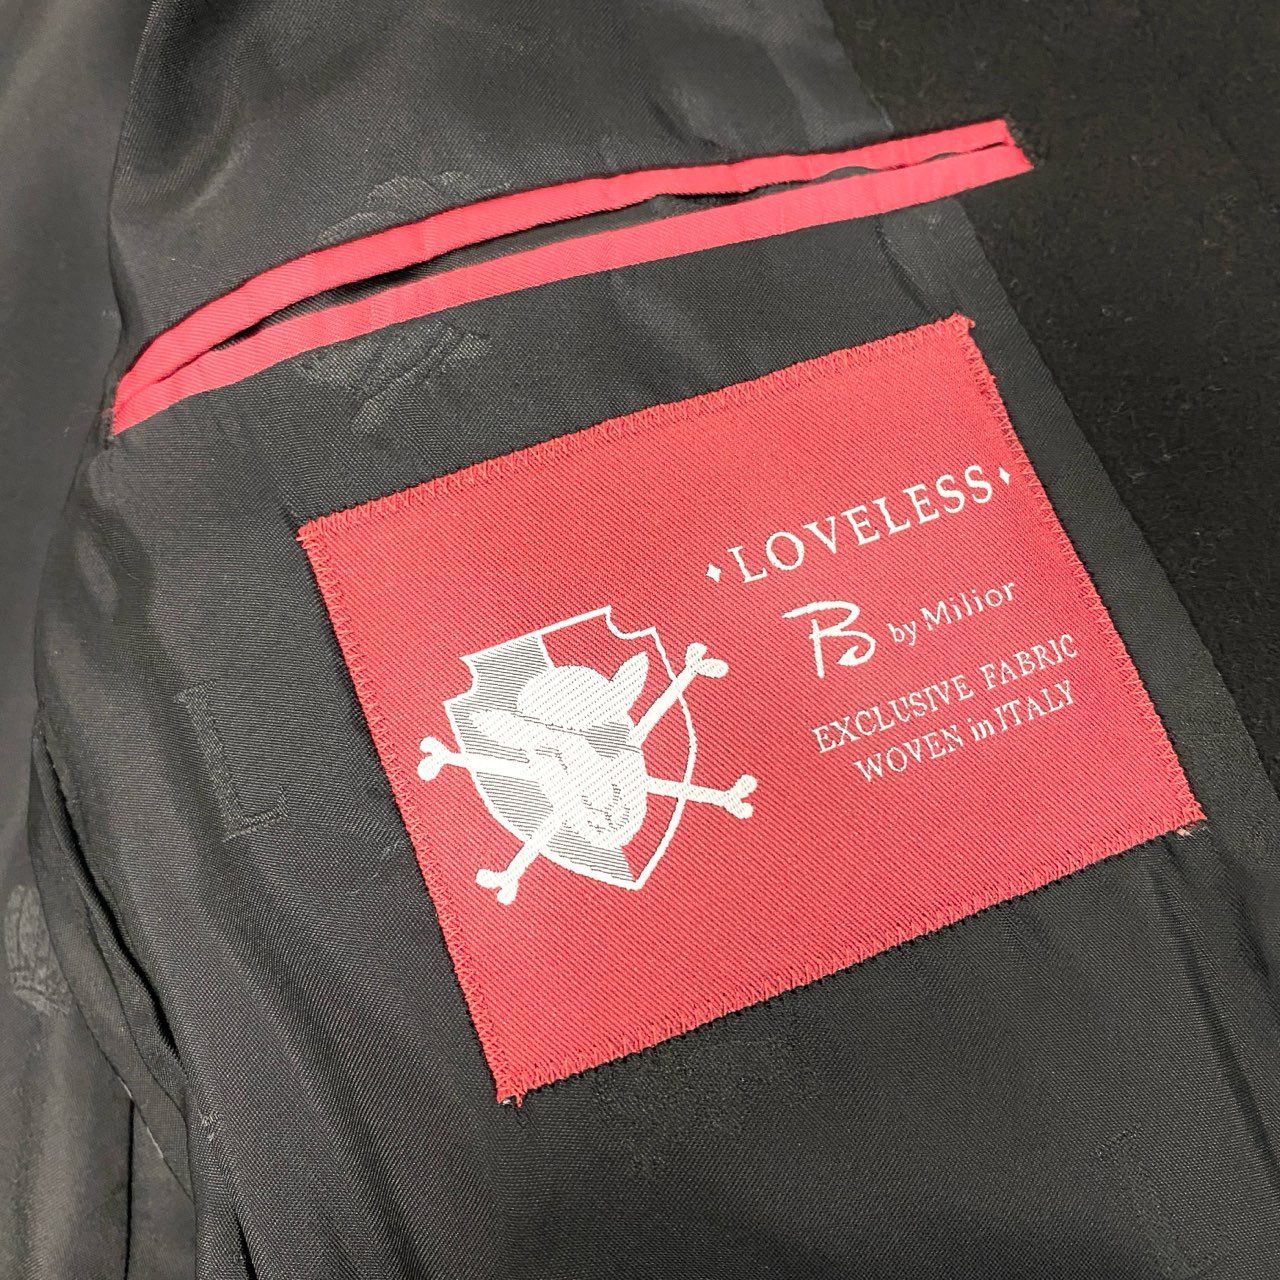 LOVELESS
B by Milior
EXCLUSIVE FABRIC
WOVEN in ITALY
L